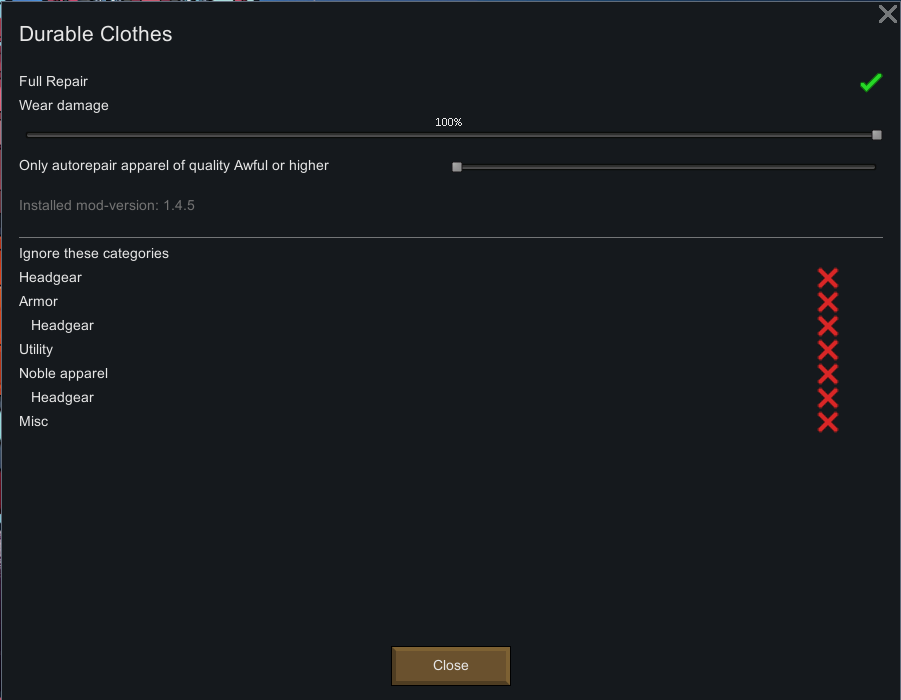 Durable Clothes
Full Repair
Wear damage
100%
Only autorepair apparel of quality Awful or higher
Installed mod-version: 1.4.5
Ignore these categories
Headgear
Armor
Headgear
Utility
Noble apparel
Headgear
Misc
Close